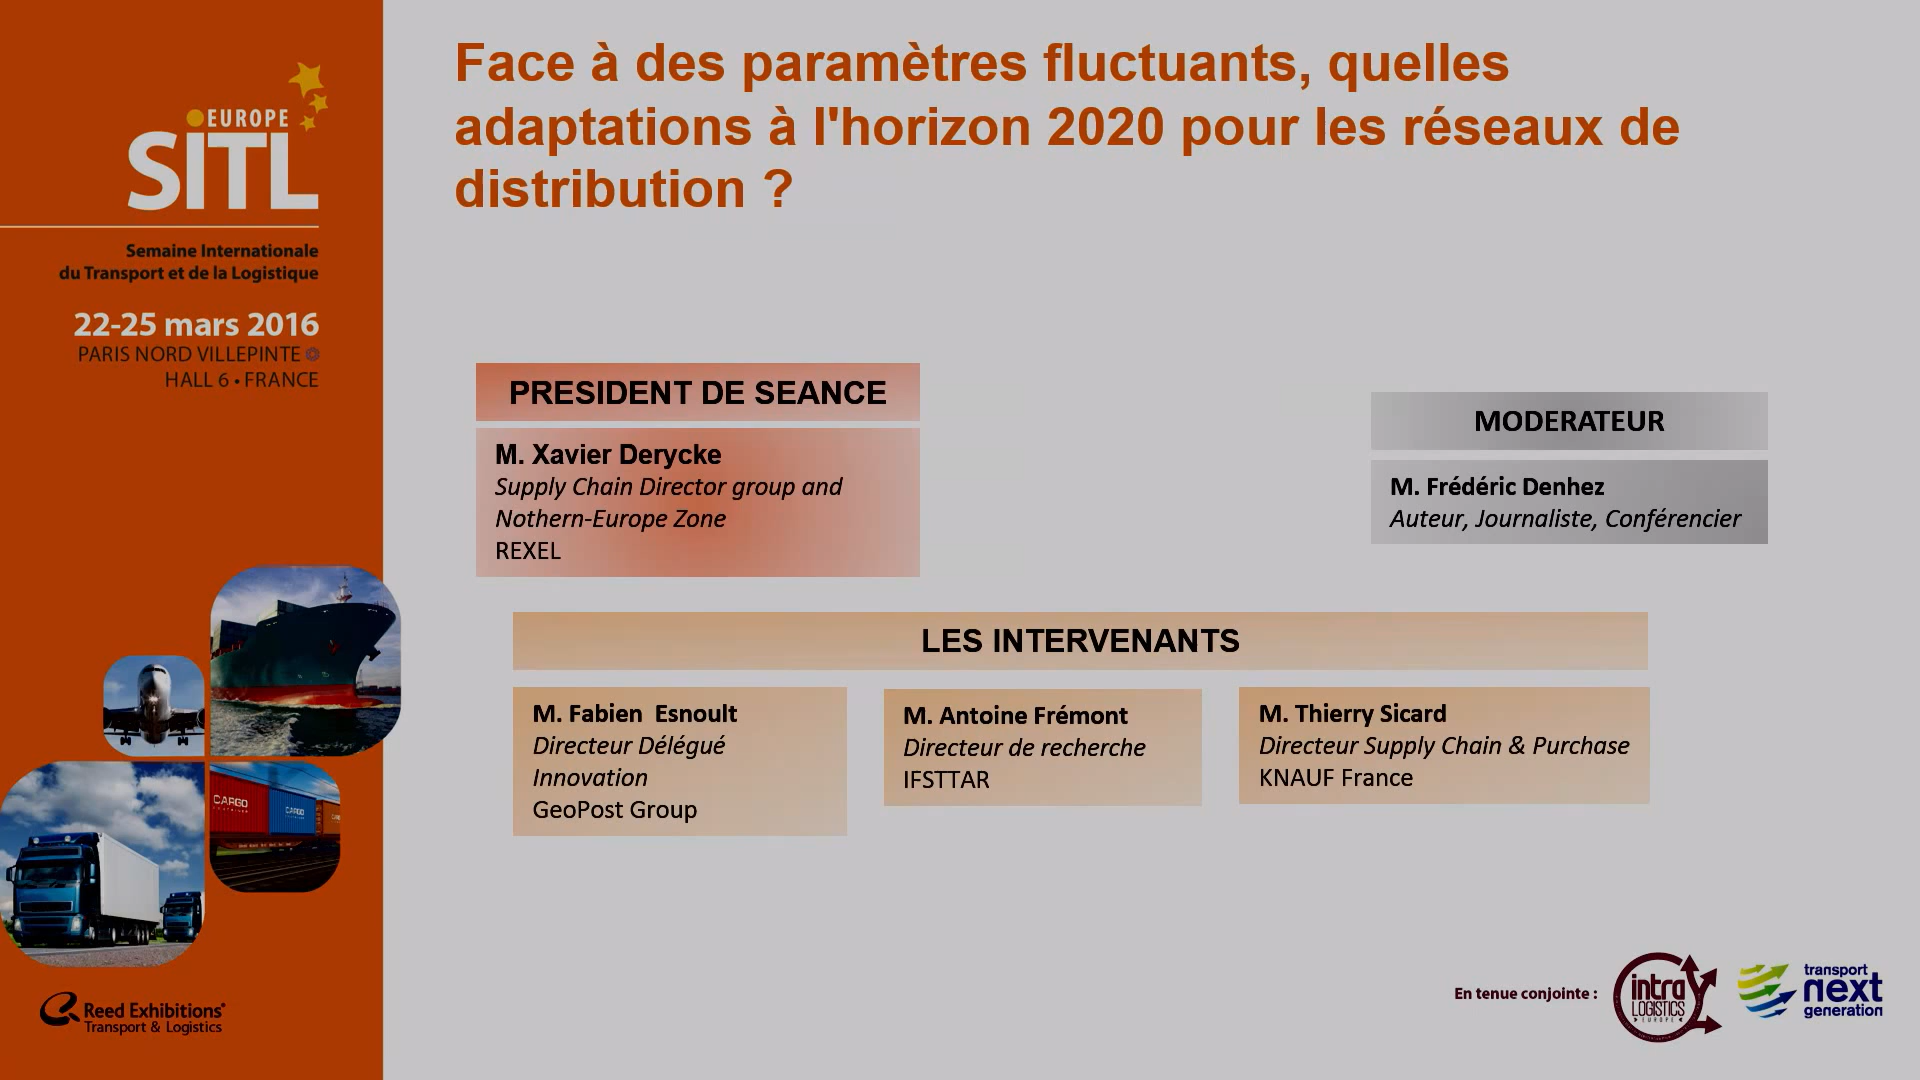 EUROPE
SITL
Semaine Internationale
du Transport et de la Logistique
22-25 mars 2016
PARIS NORD VILLEPINTE
HALL 6 • FRANCE
CARGO
CARGO
Reed Exhibitions®
Transport & Logistics
Face à des paramètres fluctuants, quelles
adaptations à l'horizon 2020 pour les réseaux de
distribution ?
PRESIDENT DE SEANCE
M. Xavier Derycke
Supply Chain Director group and
Nothern-Europe Zone
REXEL
MODERATEUR
M. Frédéric Denhez
Auteur, Journaliste, Conférencier
LES INTERVENANTS
M. Fabien  Esnoult
Directeur Délégué
Innovation
GeoPost Group
M. Antoine Frémont
Directeur de recherche
IFSTTAR
M. Thierry Sicard
Directeur Supply Chain & Purchase
KNAUF France
En tenue conjointe :
intra
LOGISTICS
EUROPE
transport
next
generation